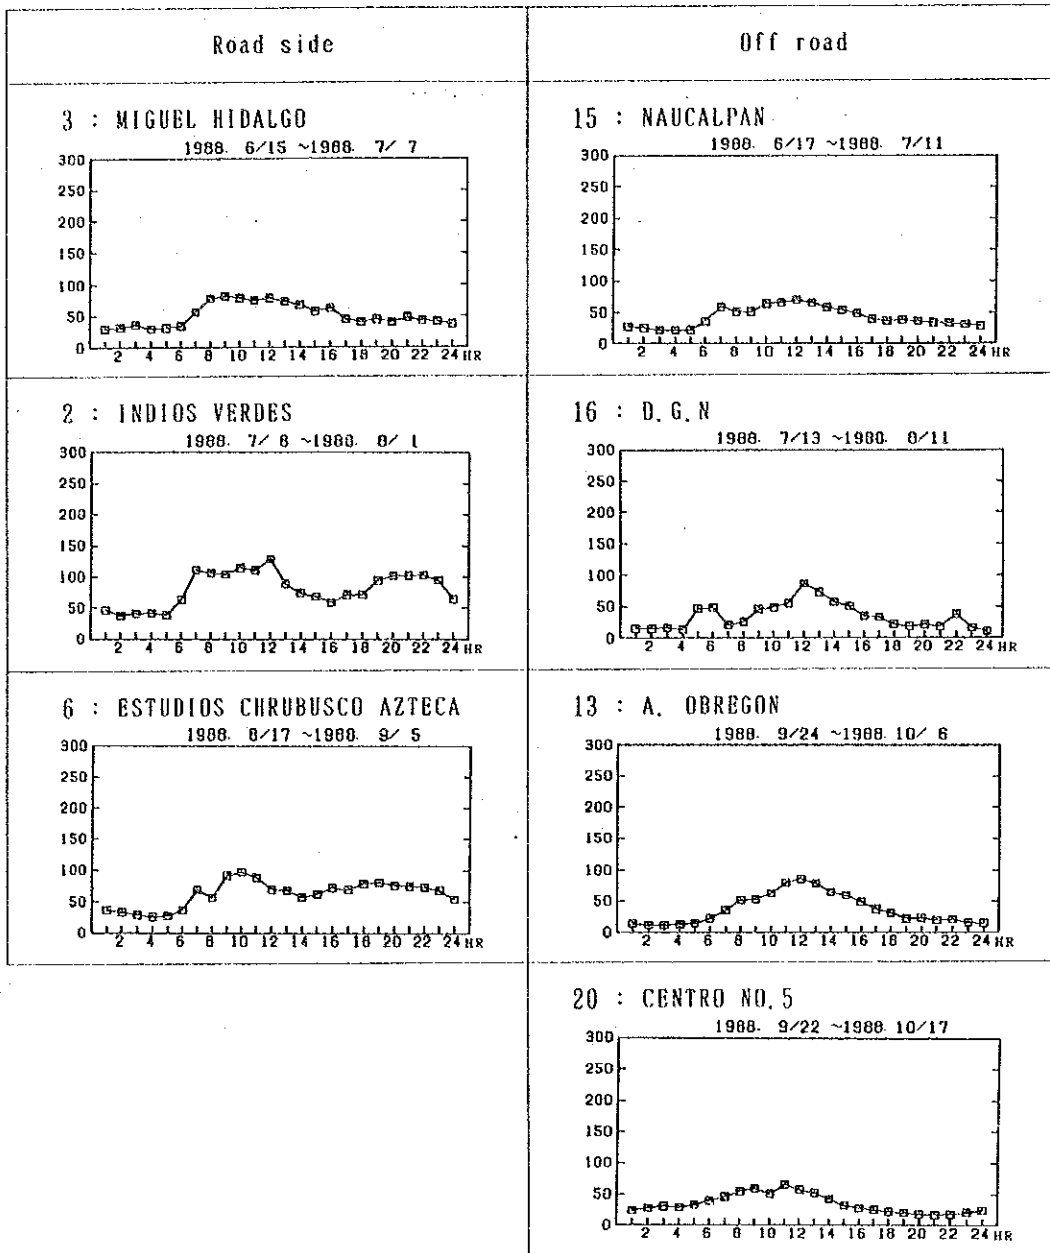 Road side
Off road
3 : MIGUEL HIDALGO
1988. 6/15 ~1988. 7/ 7
300
250
200
150
100
50
0
2 4 6 8 10 12 14 16 18 20 22 24 HR
15 : NAUCALPAN
1988. 6/17 ~1988. 7/11
300
250
200
150
100
50
0
2 4 6 8 10 12 14 16 18 20 22 24 HR
2 : INDIOS VERDES
1988. 7/ 8 ~1988. 8/ 1
300
250
200
150
100
50
0
2 4 6 8 10 12 14 16 18 20 22 24 HR
16 : D.G.N
1988. 7/13 ~1988. 8/11
300
250
200
150
100
50
0
2 4 6 8 10 12 14 16 18 20 22 24 HR
6 : ESTUDIOS CHRUBUSCO AZTECA
1988. 8/17 ~1988. 9/ 5
300
250
200
150
100
50
0
2 4 6 8 10 12 14 16 18 20 22 24 HR
13 : A. OBREGON
1988. 9/24 ~1988. 10/ 6
300
250
200
150
100
50
0
2 4 6 8 10 12 14 16 18 20 22 24 HR
20 : CENTRO NO.5
1988. 9/22 ~1988. 10/17
300
250
200
150
100
50
0
2 4 6 8 10 12 14 16 18 20 22 24 HR